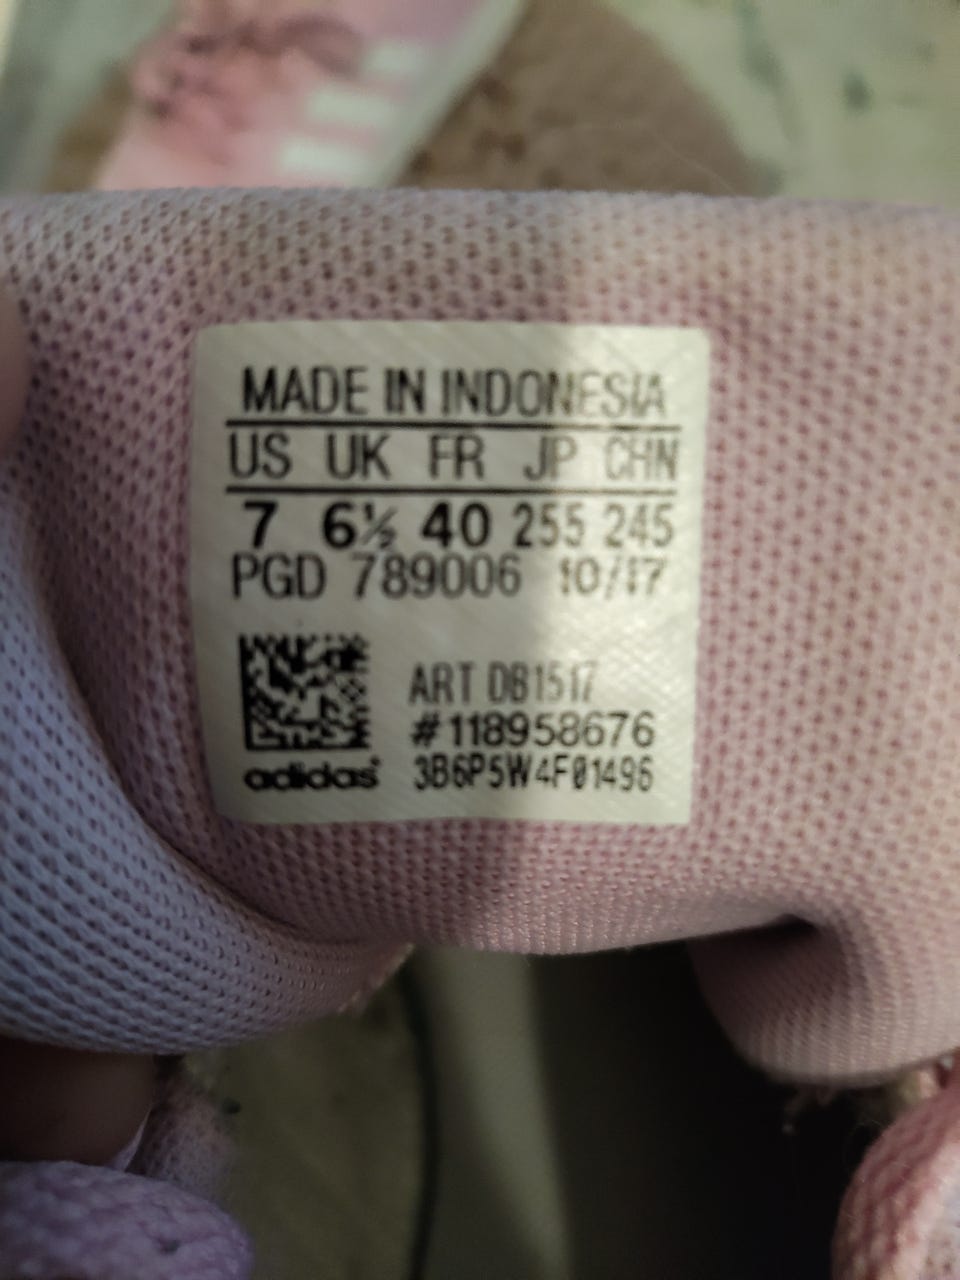 MADE IN INDONESIA
US UK FR JP CHN
7 6½ 40 255 245
PGD 789006 10/17
ART DB1517
#118958676
adidas 3B6P5W4F01496